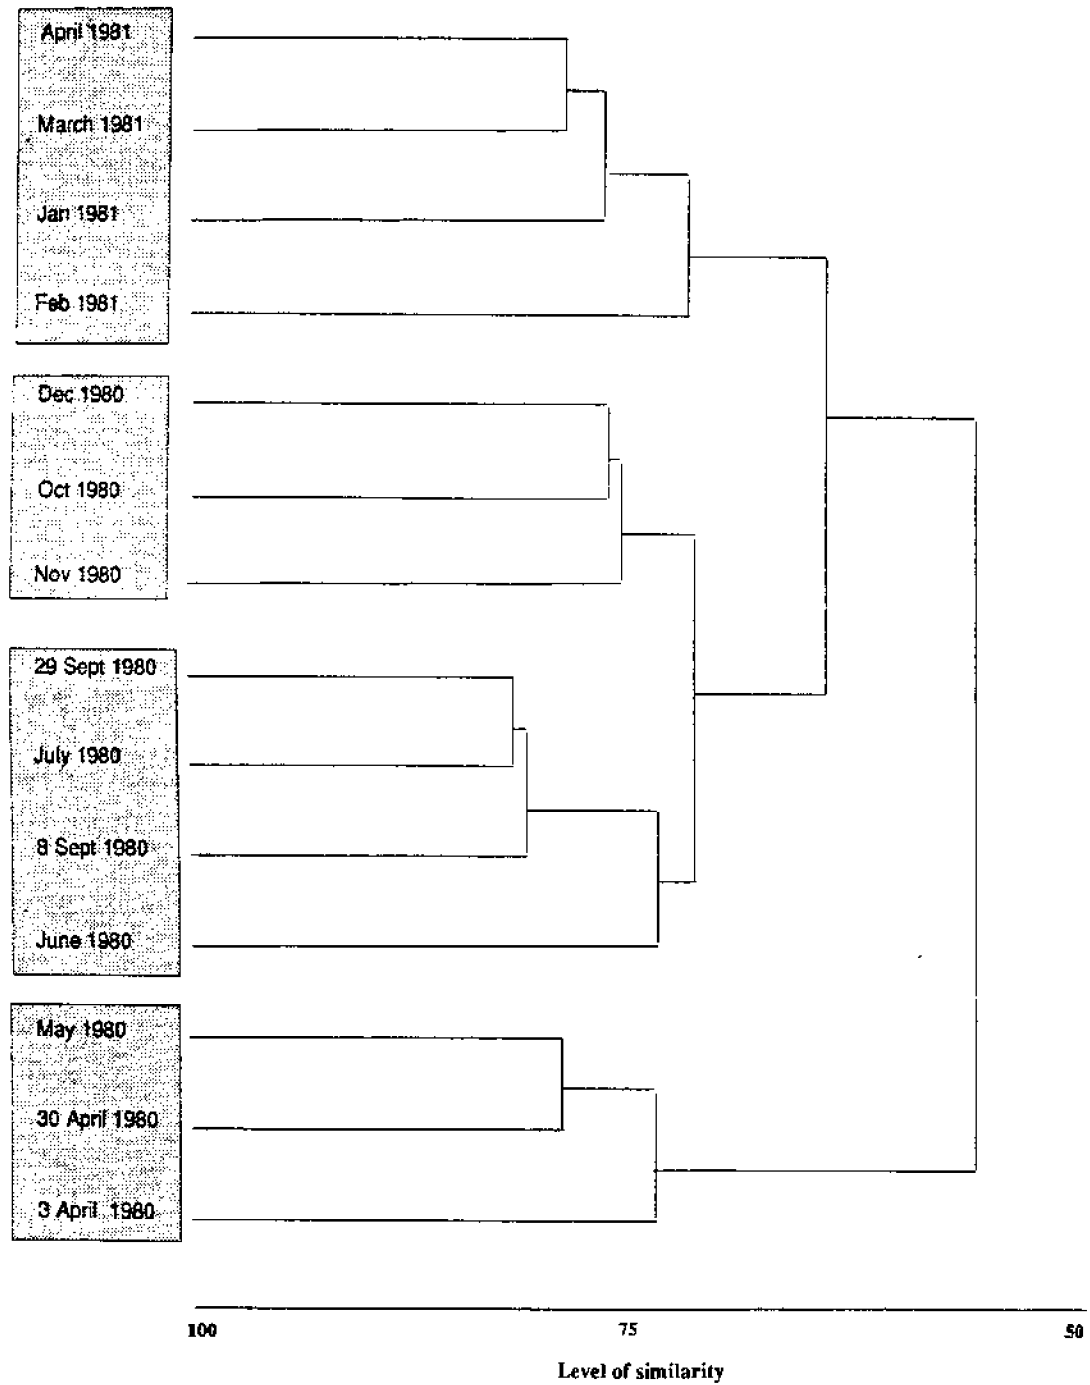 April 1981
March 1981
Jan 1981
Feb 1981
Dec 1980
Oct 1980
Nov 1980
29 Sept 1980
July 1980
8 Sept 1980
June 1980
May 1980
30 April 1980
3 April 1980
100 75 50
Level of similarity